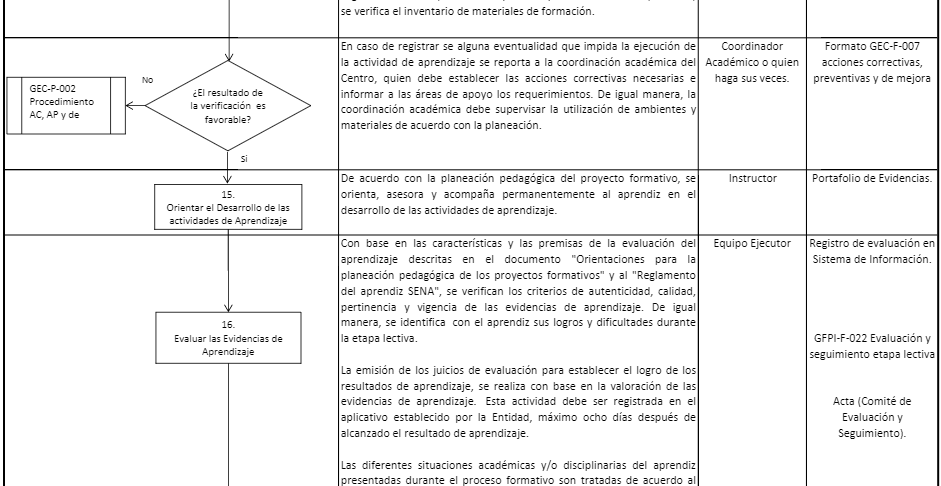 se verifica el inventario de materiales de formación.
No
GEC-P-002
Procedimiento
AC, AP y de
¿El resultado de
la verificación es
favorable?
Si
En caso de registrar se alguna eventualidad que impida la ejecución de
la actividad de aprendizaje se reporta a la coordinación académica del
Centro, quien debe establecer las acciones correctivas necesarias e
informar a las áreas de apoyo los requerimientos. De igual manera, la
coordinación académica debe supervisar la utilización de ambientes y
materiales de acuerdo con la planeación.
Coordinador
Académico o quien
haga sus veces.
Formato GEC-F-007
acciones correctivas,
preventivas y de mejora
15.
Orientar el Desarrollo de las
actividades de Aprendizaje
De acuerdo con la planeación pedagógica del proyecto formativo, se
orienta, asesora y acompaña permanentemente al aprendiz en el
desarrollo de las actividades de aprendizaje.
Instructor
Portafolio de Evidencias.
16.
Evaluar las Evidencias de
Aprendizaje
Con base en las características y las premisas de la evaluación del
aprendizaje descritas en el documento "Orientaciones para la
planeación pedagógica de los proyectos formativos" y al "Reglamento
del aprendiz SENA", se verifican los criterios de autenticidad, calidad,
pertinencia y vigencia de las evidencias de aprendizaje. De igual
manera, se identifica con el aprendiz sus logros y dificultades durante
la etapa lectiva.
La emisión de los juicios de evaluación para establecer el logro de los
resultados de aprendizaje, se realiza con base en la valoración de las
evidencias de aprendizaje. Esta actividad debe ser registrada en el
aplicativo establecido por la Entidad, máximo ocho días después de
alcanzado el resultado de aprendizaje.
Las diferentes situaciones académicas y/o disciplinarias del aprendiz
presentadas durante el proceso formativo son tratadas de acuerdo al
Equipo Ejecutor
Registro de evaluación en
Sistema de Información.
GFPI-F-022 Evaluación y
seguimiento etapa lectiva
Acta (Comité de
Evaluación y
Seguimiento).